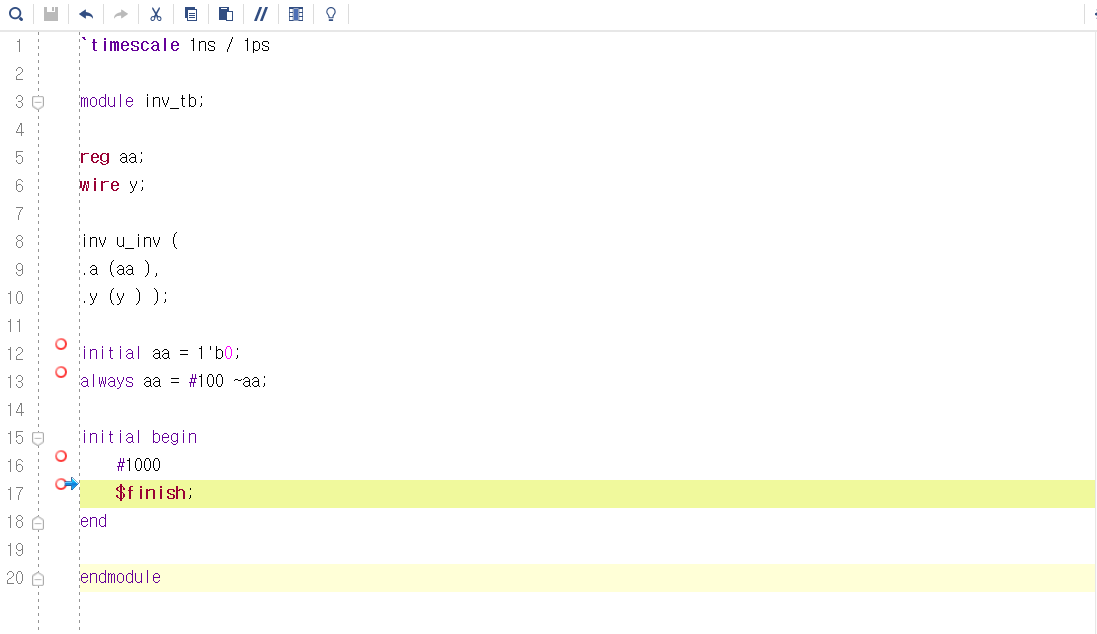 1 `timescale 1ns / 1ps
2
3 module inv_tb;
4
5 reg aa;
6 wire y;
7
8 inv u_inv (
9 .a (aa ),
10 .y (y ) );
11
12 initial aa = 1'b0;
13 always aa = #100 ~aa;
14
15 initial begin
16 #1000
17 $finish;
18 end
19
20 endmodule